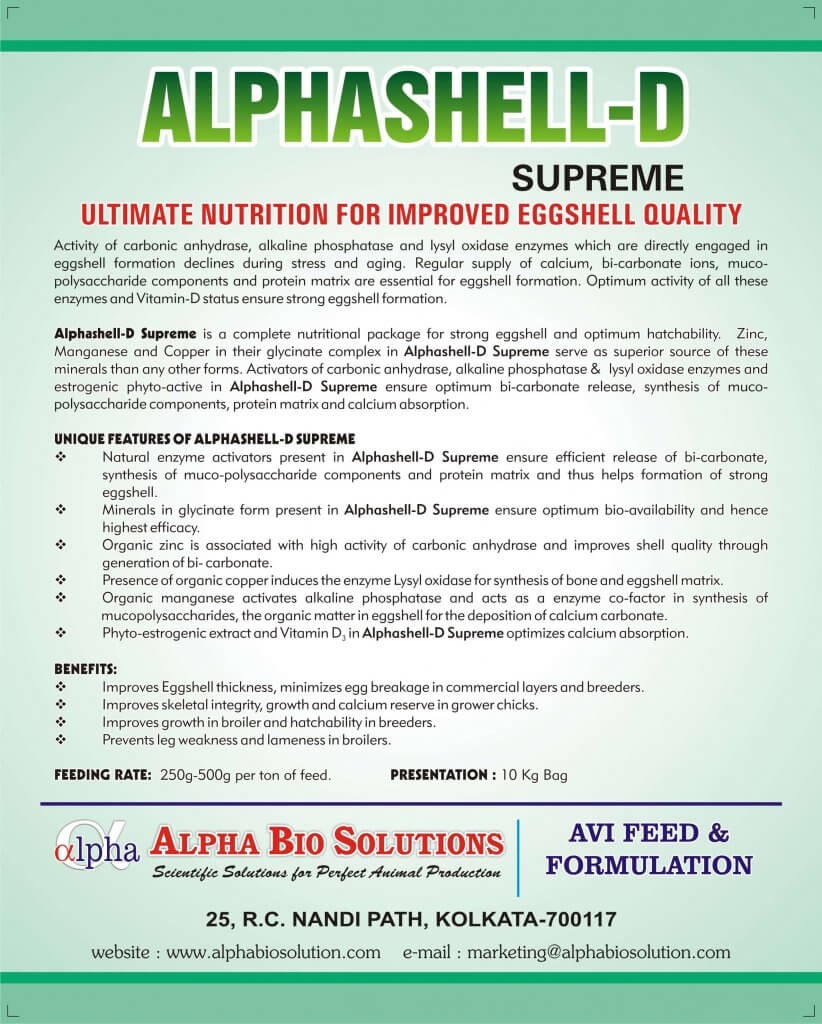 ALPHASHELL-D
SUPREME
ULTIMATE NUTRITION FOR IMPROVED EGGSHELL QUALITY
Activity of carbonic anhydrase, alkaline phosphatase and lysyl oxidase enzymes which are directly engaged in
eggshell formation declines during stress and aging. Regular supply of calcium, bi-carbonate ions, muco-
polysaccharide components and protein matrix are essential for eggshell formation. Optimum activity of all these
enzymes and Vitamin-D status ensure strong eggshell formation.
Alphashell-D Supreme is a complete nutritional package for strong eggshell and optimum hatchability. Zinc,
Manganese and Copper in their glycinate complex in Alphashell-D Supreme serve as superior source of these
minerals than any other forms. Activators of carbonic anhydrase, alkaline phosphatase & lysyl oxidase enzymes and
estrogenic phyto-active in Alphashell-D Supreme ensure optimum bi-carbonate release, synthesis of muco-
polysaccharide components, protein matrix and calcium absorption.
UNIQUE FEATURES OF ALPHASHELL-D SUPREME
❖ Natural enzyme activators present in Alphashell-D Supreme ensure efficient release of bi-carbonate,
synthesis of muco-polysaccharide components and protein matrix and thus helps formation of strong
eggshell.
❖ Minerals in glycinate form present in Alphashell-D Supreme ensure optimum bio-availability and hence
highest efficacy.
❖ Organic zinc is associated with high activity of carbonic anhydrase and improves shell quality through
generation of bi- carbonate.
❖ Presence of organic copper induces the enzyme Lysyl oxidase for synthesis of bone and eggshell matrix.
❖ Organic manganese activates alkaline phosphatase and acts as a enzyme co-factor in synthesis of
mucopolysaccharides, the organic matter in eggshell for the deposition of calcium carbonate.
❖ Phyto-estrogenic extract and Vitamin D₃ in Alphashell-D Supreme optimizes calcium absorption.
BENEFITS:
❖ Improves Eggshell thickness, minimizes egg breakage in commercial layers and breeders.
❖ Improves skeletal integrity, growth and calcium reserve in grower chicks.
❖ Improves growth in broiler and hatchability in breeders.
❖ Prevents leg weakness and lameness in broilers.
FEEDING RATE: 250g-500g per ton of feed. PRESENTATION : 10 Kg Bag
αlpha ALPHA BIO SOLUTIONS
Scientific Solutions for Perfect Animal Production
AVI FEED &
FORMULATION
25, R.C. NANDI PATH, KOLKATA-700117
website : www.alphabiosolution.com e-mail : marketing@alphabiosolution.com